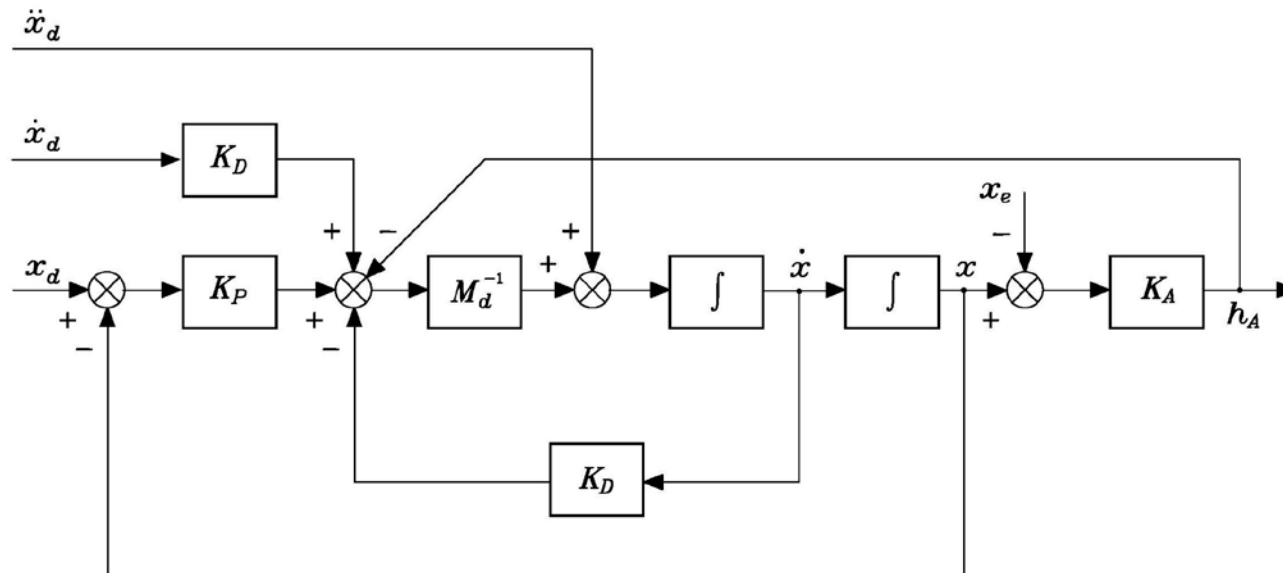 ẍ_d
ẋ_d
K_D
+
−
+
x_e
−
x_d
+
−
K_P
+
−
M_d^{-1}
+
∫
ẋ
∫
x
+
K_A
h_A
K_D